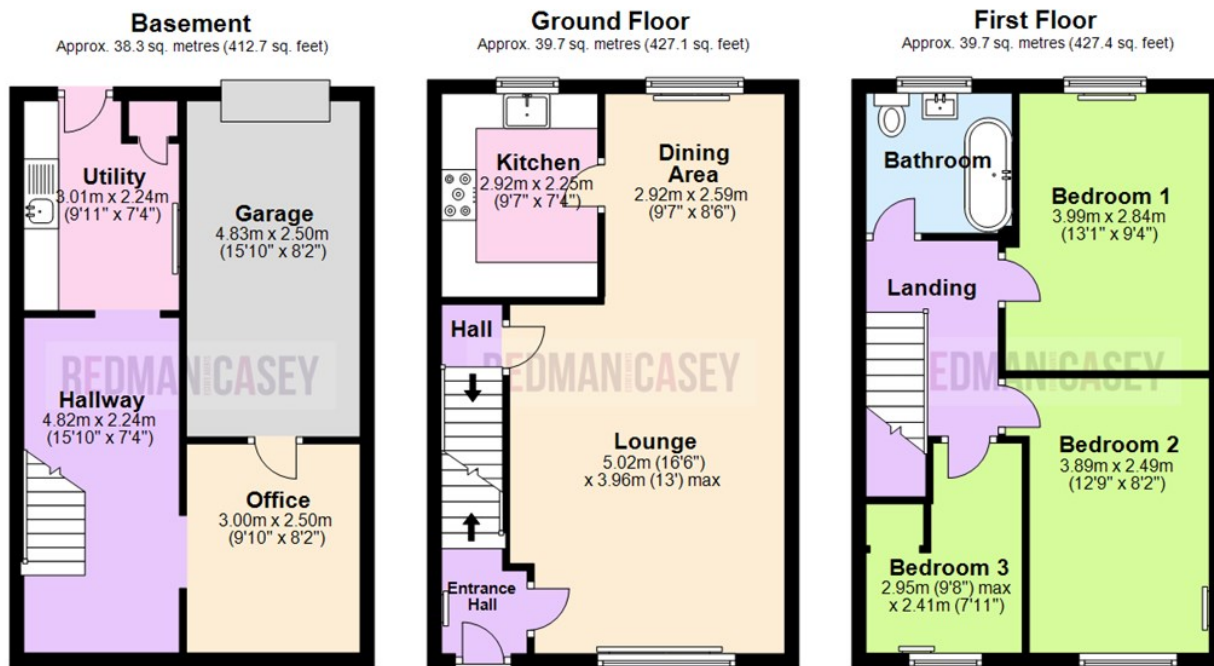 Basement
Approx. 38.3 sq. metres (412.7 sq. feet)
Utility
3.01m x 2.24m
(9'11" x 7'4")
Garage
4.83m x 2.50m
(15'10" x 8'2")
REDMAN CASEY
Hallway
4.82m x 2.24m
(15'10" x 7'4")
Office
3.00m x 2.50m
(9'10" x 8'2")
Ground Floor
Approx. 39.7 sq. metres (427.1 sq. feet)
Kitchen
2.92m x 2.25m
(9'7" x 7'4")
Dining
Area
2.92m x 2.59m
(9'7" x 8'6")
Hall
REDMAN CASEY
Lounge
5.02m (16'6")
x 3.96m (13') max
Entrance
Hall
First Floor
Approx. 39.7 sq. metres (427.4 sq. feet)
Bathroom
Bedroom 1
3.99m x 2.84m
(13'1" x 9'4")
Landing
REDMAN CASEY
Bedroom 2
3.89m x 2.49m
(12'9" x 8'2")
Bedroom 3
2.95m (9'8") max
x 2.41m (7'11")